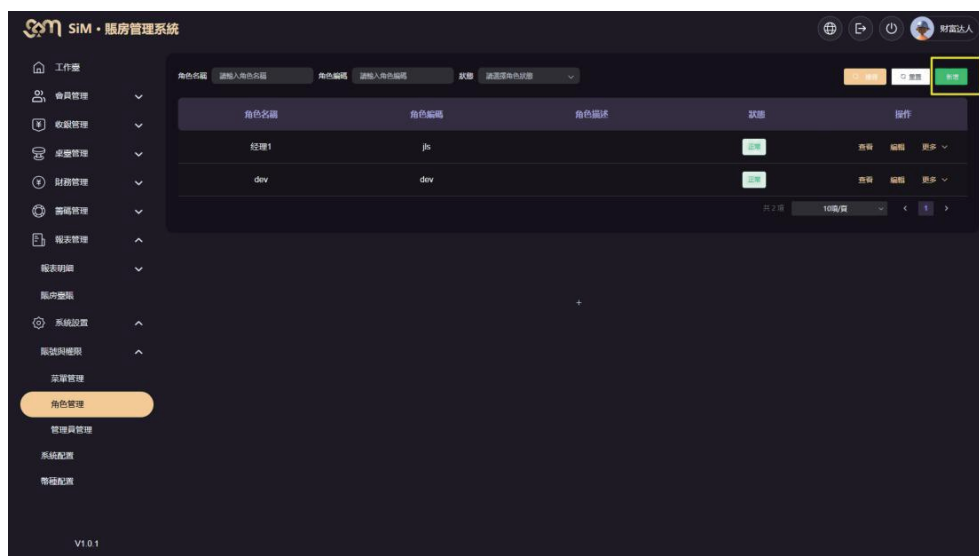 SiM · 賬房管理系統
财富达人
工作臺
會員管理
收銀管理
桌臺管理
財務管理
籌碼管理
報表管理
報表明細
賬房臺賬
系統設置
賬號與權限
菜單管理
角色管理
管理員管理
系統配置
幣種配置
V1.0.1
角色名稱 請輸入角色名稱 角色編碼 請輸入角色編碼 狀態 請選擇角色狀態 搜尋 重置 新增
角色名稱 角色編碼 角色描述 狀態 操作
经理1 jls 正常 查看 編輯 更多
dev dev 正常 查看 編輯 更多
共 2 項 10項/頁 1